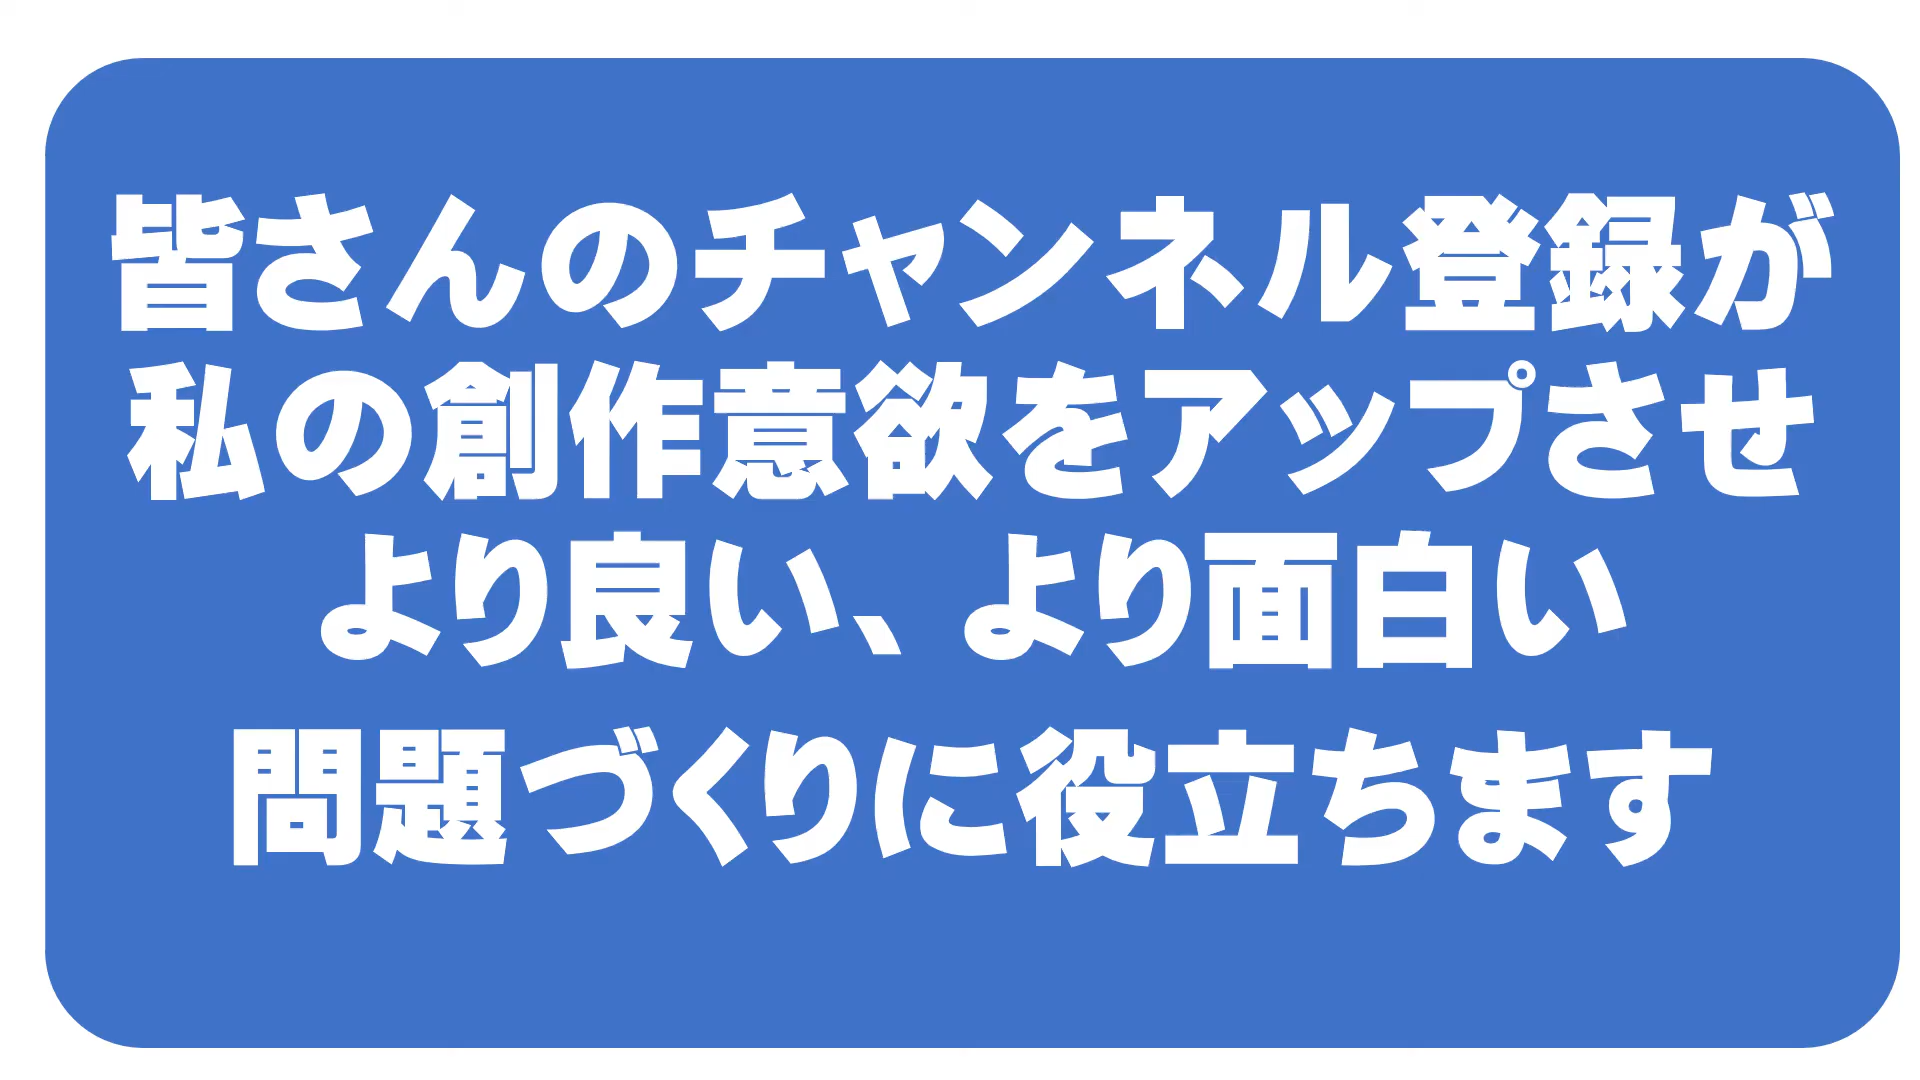 皆さんのチャンネル登録が
私の創作意欲をアップさせ
より良い、より面白い
問題づくりに役立ちます